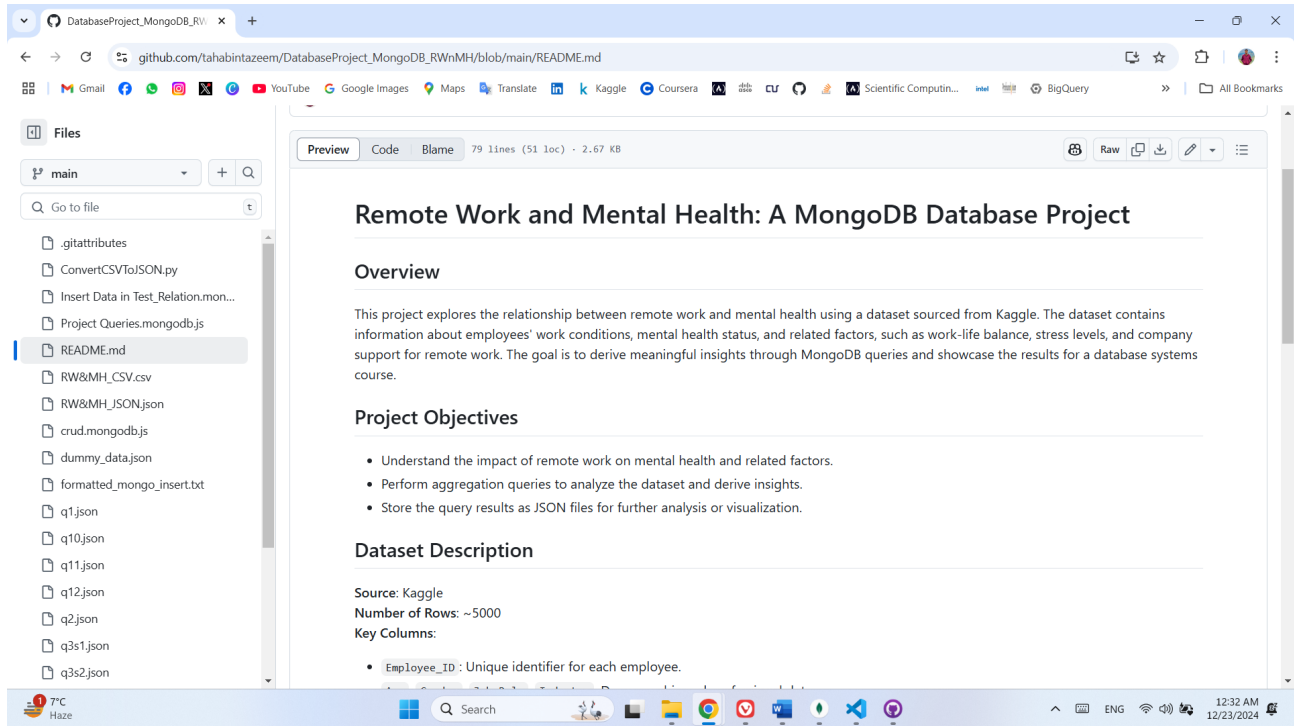 DatabaseProject_MongoDB_RW
github.com/tahabintazeem/DatabaseProject_MongoDB_RWnMH/blob/main/README.md
Gmail YouTube Google Images Maps Translate Kaggle Coursera Scientific Computin... BigQuery » All Bookmarks
Files
main
Go to file t
.gitattributes
ConvertCSVToJSON.py
Insert Data in Test_Relation.mon...
Project Queries.mongodb.js
README.md
RW&MH_CSV.csv
RW&MH_JSON.json
crud.mongodb.js
dummy_data.json
formatted_mongo_insert.txt
q1.json
q10.json
q11.json
q12.json
q2.json
q3s1.json
q3s2.json
Preview Code Blame 79 lines (51 loc) · 2.67 KB Raw
Remote Work and Mental Health: A MongoDB Database Project
Overview
This project explores the relationship between remote work and mental health using a dataset sourced from Kaggle. The dataset contains
information about employees' work conditions, mental health status, and related factors, such as work-life balance, stress levels, and company
support for remote work. The goal is to derive meaningful insights through MongoDB queries and showcase the results for a database systems
course.
Project Objectives
• Understand the impact of remote work on mental health and related factors.
• Perform aggregation queries to analyze the dataset and derive insights.
• Store the query results as JSON files for further analysis or visualization.
Dataset Description
Source: Kaggle
Number of Rows: ~5000
Key Columns:
• Employee_ID: Unique identifier for each employee.
1
7°C
Haze
Search
ENG
12:32 AM
12/23/2024